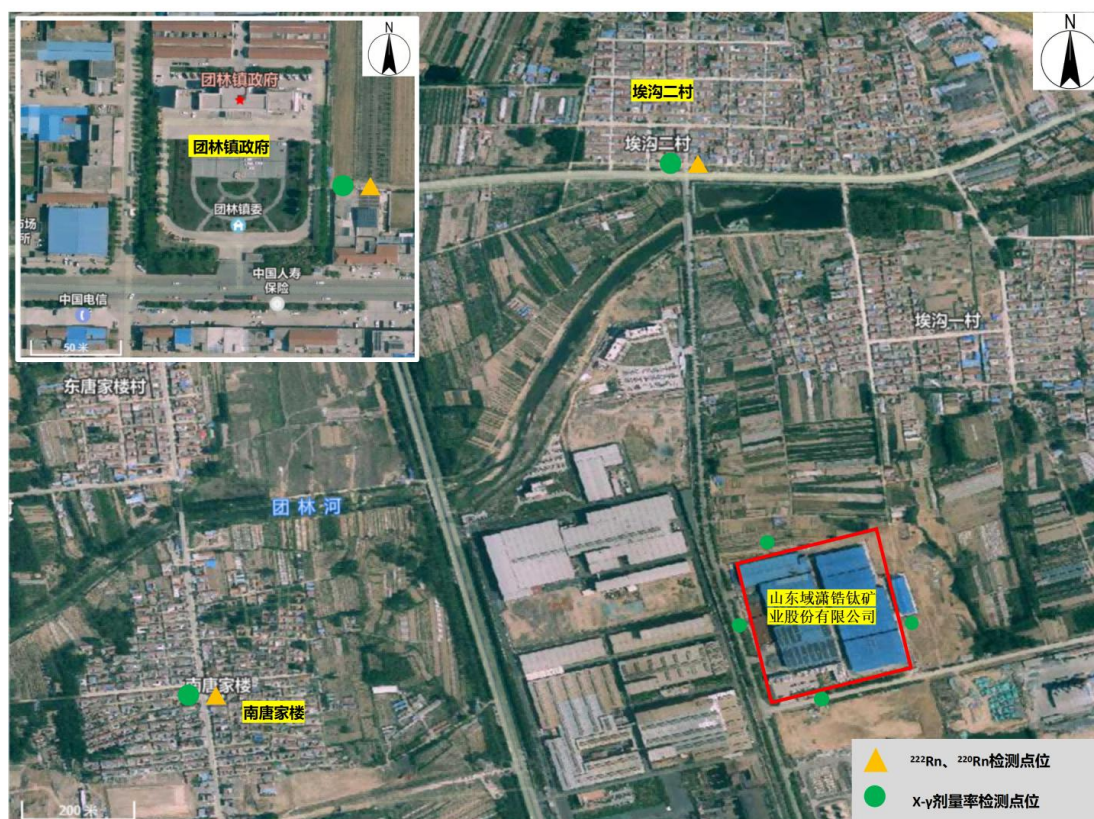 N
团林镇政府
团林镇政府
团林镇委
中国人寿
保险
中国电信
50 米
N
埃沟二村
埃沟二村
埃沟一村
东唐家楼村
团林河
山东域潇锆钛矿
业股份有限公司
南唐家楼
南唐家楼
200 米
²²²Rn、²²⁰Rn检测点位
X-γ剂量率检测点位